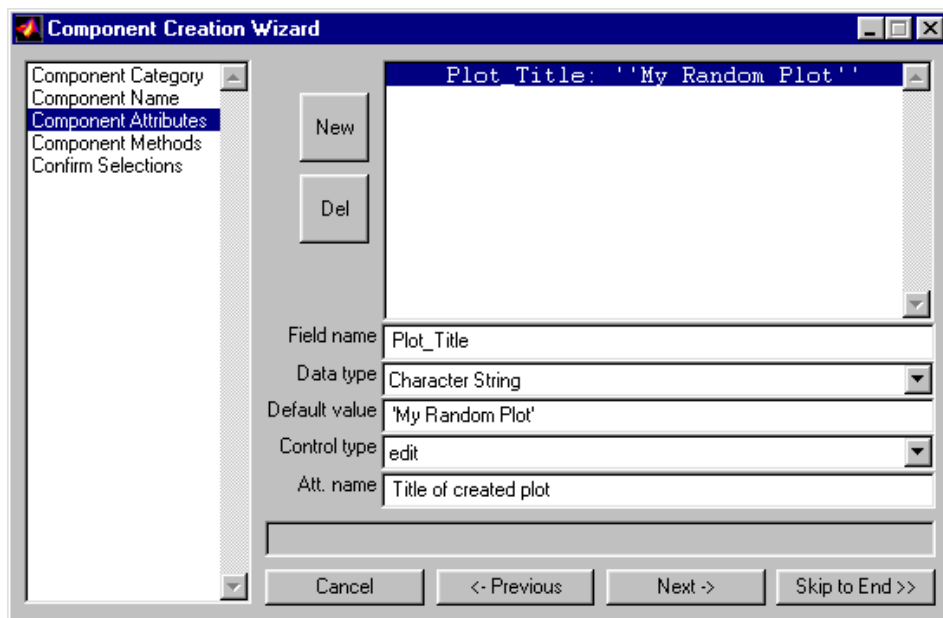 Component Creation Wizard
Component Category
Component Name
Component Attributes
Component Methods
Confirm Selections
New
Del
Plot_Title: ''My Random Plot''
Field name Plot_Title
Data type Character String
Default value 'My Random Plot'
Control type edit
Att. name Title of created plot
Cancel <- Previous Next -> Skip to End >>